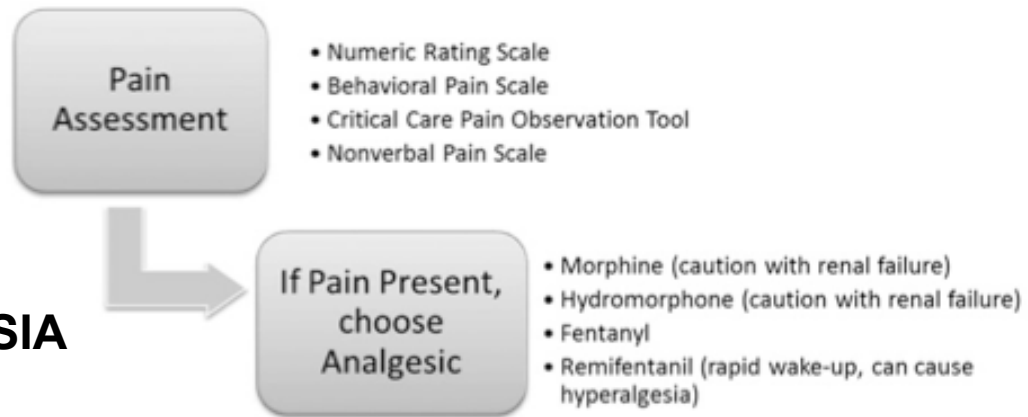 Pain
Assessment
• Numeric Rating Scale
• Behavioral Pain Scale
• Critical Care Pain Observation Tool
• Nonverbal Pain Scale
SIA
If Pain Present,
choose
Analgesic
• Morphine (caution with renal failure)
• Hydromorphone (caution with renal failure)
• Fentanyl
• Remifentanil (rapid wake-up, can cause
hyperalgesia)